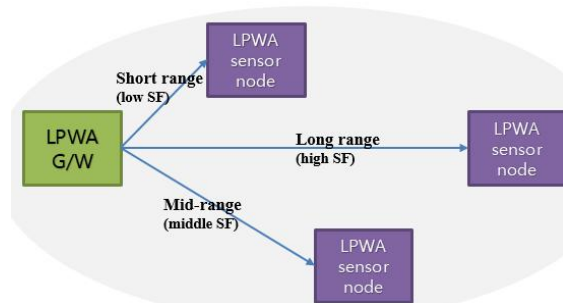 LPWA
sensor
node
Short range
(low SF)
LPWA
G/W
Long range
(high SF)
LPWA
sensor
node
Mid-range
(middle SF)
LPWA
sensor
node